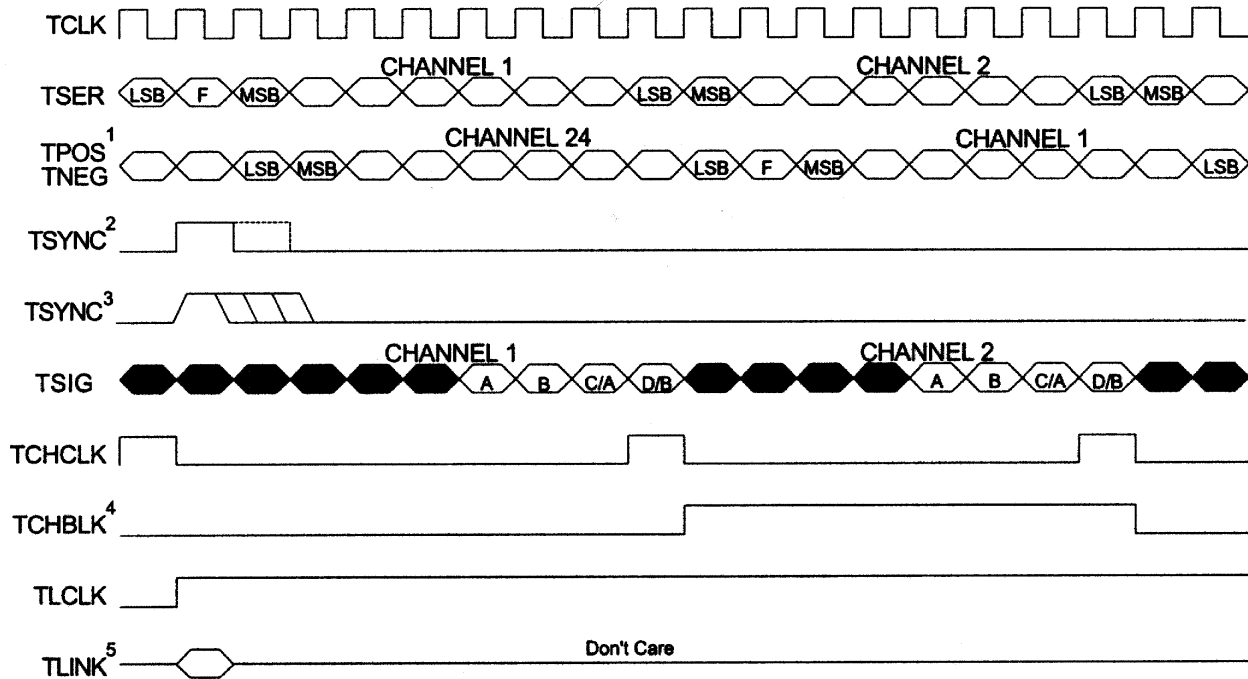 TCLK
CHANNEL 1 CHANNEL 2
TSER LSB F MSB LSB MSB LSB MSB
CHANNEL 24 CHANNEL 1
TPOS1
TNEG LSB MSB LSB F MSB LSB
TSYNC2
TSYNC3
CHANNEL 1 CHANNEL 2
TSIG A B C/A D/B A B C/A D/B
TCHCLK
TCHBLK4
TLCLK
Don't Care
TLINK5